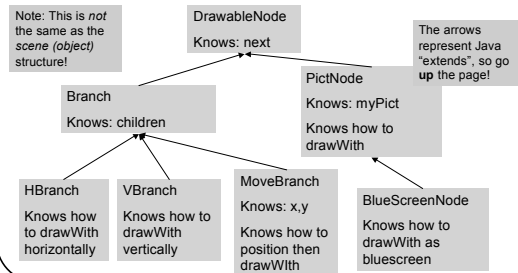 Note: This is not
the same as the
scene (object)
structure!
DrawableNode
Knows: next
The arrows
represent Java
“extends”, so go
up the page!
Branch
Knows: children
PictNode
Knows: myPict
Knows how to
drawWith
HBranch
Knows how
to drawWith
horizontally
VBranch
Knows how to
drawWith
vertically
MoveBranch
Knows: x,y
Knows how to
position then
drawWIth
BlueScreenNode
Knows how to
drawWith as
bluescreen